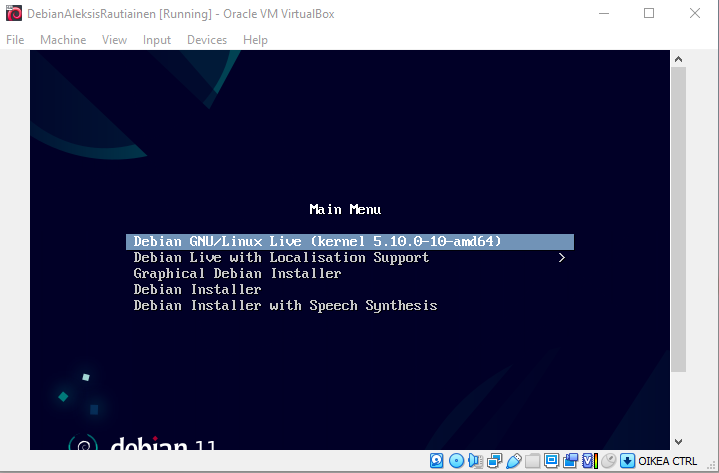 DebianAleksisRautiainen [Running] - Oracle VM VirtualBox
File Machine View Input Devices Help
Main Menu
Debian GNU/Linux Live (kernel 5.10.0-10-amd64)
Debian Live with Localisation Support >
Graphical Debian Installer
Debian Installer
Debian Installer with Speech Synthesis
debian 11
OIKEA CTRL